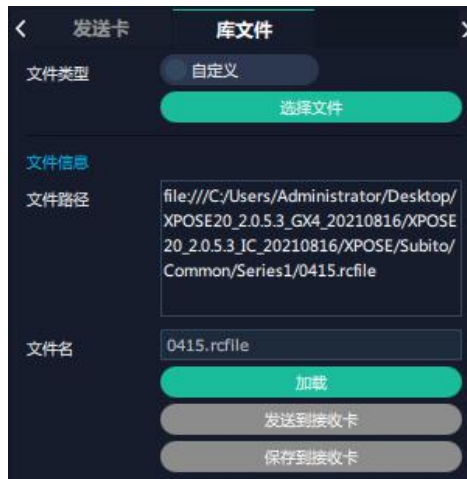 发送卡 库文件
文件类型 自定义
选择文件
文件信息
文件路径 file:///C:/Users/Administrator/Desktop/
XPOSE20_2.0.5.3_GX4_20210816/XPOSE
20_2.0.5.3_IC_20210816/XPOSE/Subito/
Common/Series1/0415.rcfile
文件名 0415.rcfile
加载
发送到接收卡
保存到接收卡